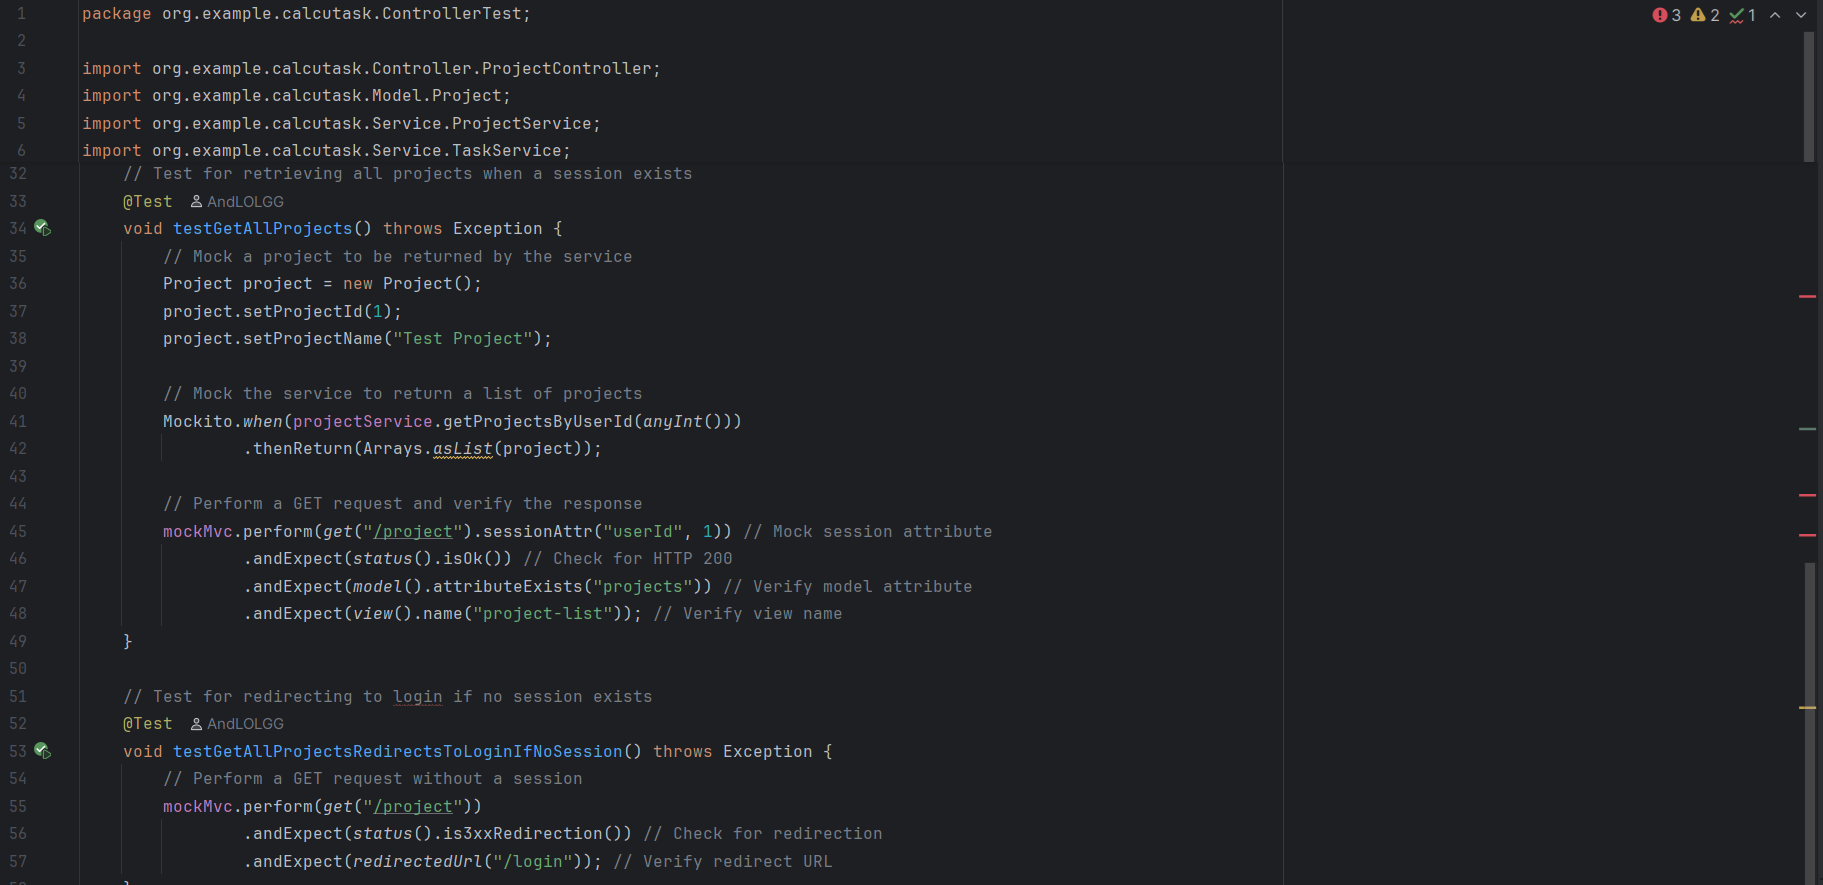 1 package org.example.calcutask.ControllerTest; 3 2 1
2
3 import org.example.calcutask.Controller.ProjectController;
4 import org.example.calcutask.Model.Project;
5 import org.example.calcutask.Service.ProjectService;
6 import org.example.calcutask.Service.TaskService;
32 // Test for retrieving all projects when a session exists
33 @Test AndLOLGG
34 void testGetAllProjects() throws Exception {
35 // Mock a project to be returned by the service
36 Project project = new Project();
37 project.setProjectId(1);
38 project.setProjectName("Test Project");
39
40 // Mock the service to return a list of projects
41 Mockito.when(projectService.getProjectsByUserId(anyInt()))
42 .thenReturn(Arrays.asList(project));
43
44 // Perform a GET request and verify the response
45 mockMvc.perform(get("/project").sessionAttr("userId", 1)) // Mock session attribute
46 .andExpect(status().isOk()) // Check for HTTP 200
47 .andExpect(model().attributeExists("projects")) // Verify model attribute
48 .andExpect(view().name("project-list")); // Verify view name
49 }
50
51 // Test for redirecting to login if no session exists
52 @Test AndLOLGG
53 void testGetAllProjectsRedirectsToLoginIfNoSession() throws Exception {
54 // Perform a GET request without a session
55 mockMvc.perform(get("/project"))
56 .andExpect(status().is3xxRedirection()) // Check for redirection
57 .andExpect(redirectedUrl("/login")); // Verify redirect URL